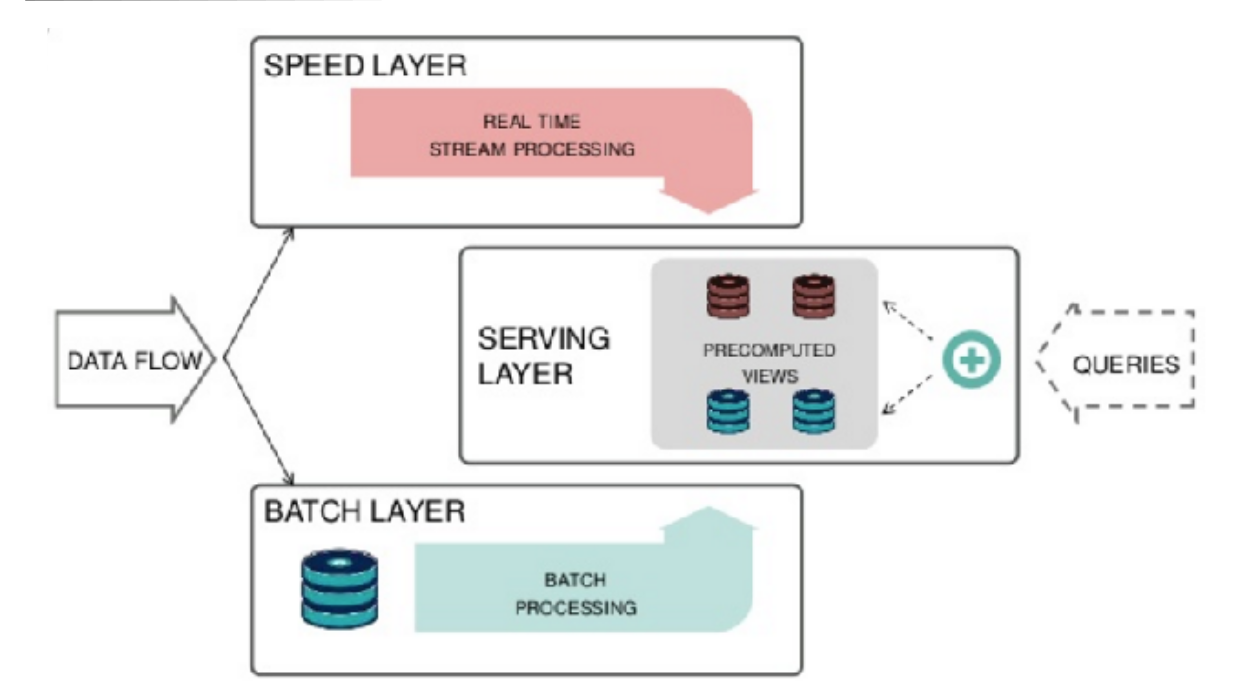 SPEED LAYER
REAL TIME
STREAM PROCESSING
DATA FLOW
SERVING
LAYER
PRECOMPUTED
VIEWS
QUERIES
BATCH LAYER
BATCH
PROCESSING